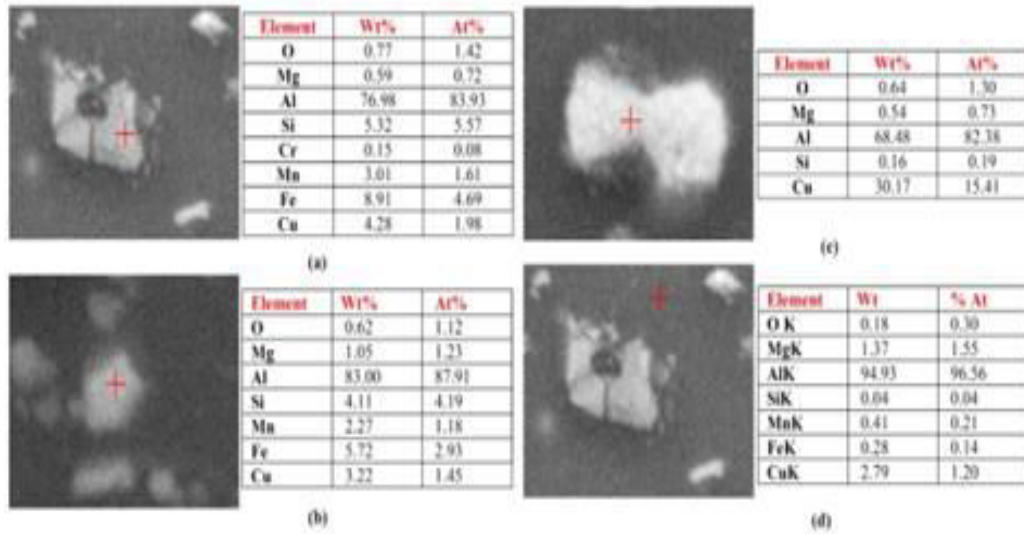 Element Wt% At%
O 0.77 1.42
Mg 0.59 0.72
Al 76.98 83.93
Si 5.32 5.57
Cr 0.15 0.08
Mn 3.01 1.61
Fe 8.91 4.69
Cu 4.28 1.98
(a)
Element Wt% At%
O 0.62 1.12
Mg 1.05 1.23
Al 83.00 87.91
Si 4.11 4.19
Mn 2.27 1.18
Fe 5.72 2.93
Cu 3.22 1.45
(b)
Element Wt% At%
O 0.64 1.30
Mg 0.54 0.73
Al 68.48 82.38
Si 0.16 0.19
Cu 30.17 15.41
(c)
Element Wt % At
O K 0.18 0.30
MgK 1.37 1.55
AlK 94.93 96.56
SiK 0.04 0.04
MnK 0.41 0.21
FeK 0.28 0.14
CuK 2.79 1.20
(d)